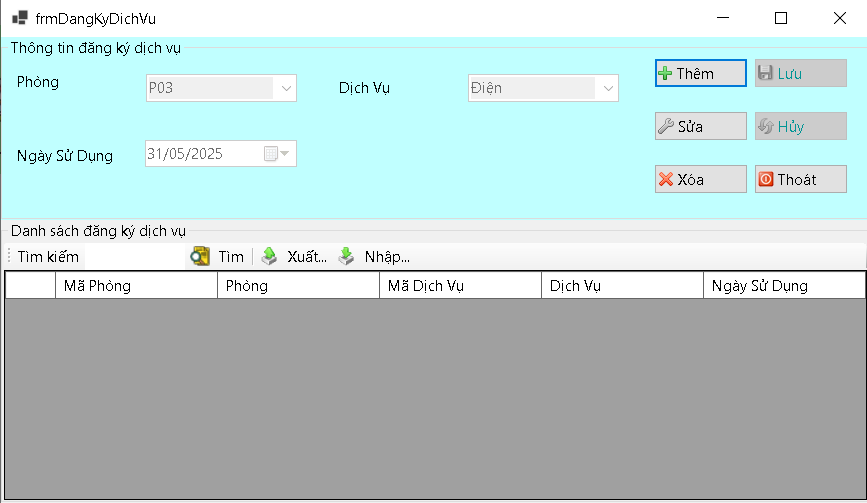 frmDangKyDichVu
Thông tin đăng ký dịch vụ
Phòng P03 Dịch Vụ Điện Thêm Lưu
Sửa Hủy
Ngày Sử Dụng 31/05/2025
Xóa Thoát
Danh sách đăng ký dịch vụ
Tìm kiếm Tìm Xuất... Nhập...
Mã Phòng Phòng Mã Dịch Vụ Dịch Vụ Ngày Sử Dụng